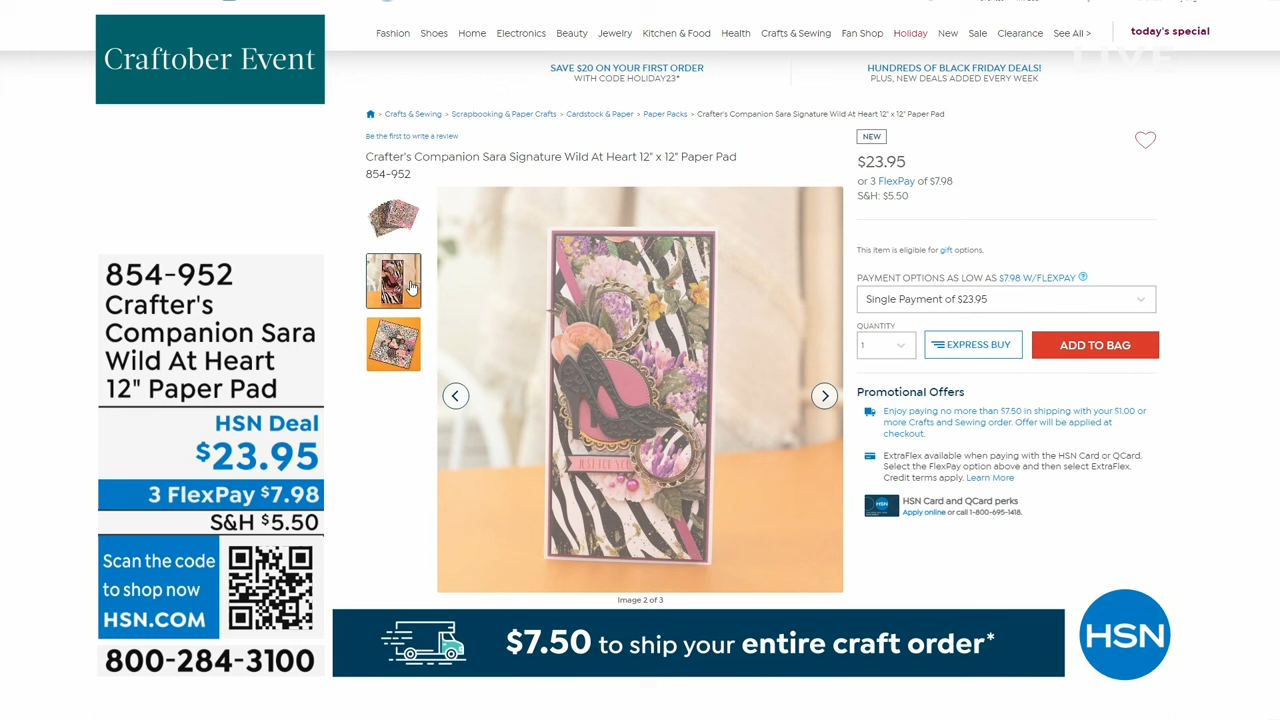 Craftober Event
Fashion Shoes Home Electronics Beauty Jewelry Kitchen & Food Health Crafts & Sewing Fan Shop Holiday New Sale Clearance See All >
today's special
LIVE
SAVE $20 ON YOUR FIRST ORDER
WITH CODE HOLIDAY23*
HUNDREDS OF BLACK FRIDAY DEALS!
PLUS, NEW DEALS ADDED EVERY WEEK
> Crafts & Sewing > Scrapbooking & Paper Crafts > Cardstock & Paper > Paper Packs > Crafter's Companion Sara Signature Wild At Heart 12" x 12" Paper Pad
Be the first to write a review
Crafter's Companion Sara Signature Wild At Heart 12" x 12" Paper Pad
854-952
JUST FOR YOU
Image 2 of 3
NEW
$23.95
or 3 FlexPay of $7.98
S&H: $5.50
This item is eligible for gift options.
PAYMENT OPTIONS AS LOW AS $7.98 W/FLEXPAY ?
Single Payment of $23.95
QUANTITY
1
EXPRESS BUY
ADD TO BAG
Promotional Offers
Enjoy paying no more than $7.50 in shipping with your $1.00 or
more Crafts and Sewing order. Offer will be applied at
checkout.
ExtraFlex available when paying with the HSN Card or QCard.
Select the FlexPay option above and then select ExtraFlex.
Credit terms apply. Learn More
HSN
HSN Card and QCard perks
Apply online or call 1-800-695-1418.
854-952
Crafter's
Companion Sara
Wild At Heart
12" Paper Pad
HSN Deal
$23.95
3 FlexPay $7.98
S&H $5.50
Scan the code
to shop now
HSN.COM
800-284-3100
$7.50 to ship your entire craft order*
HSN